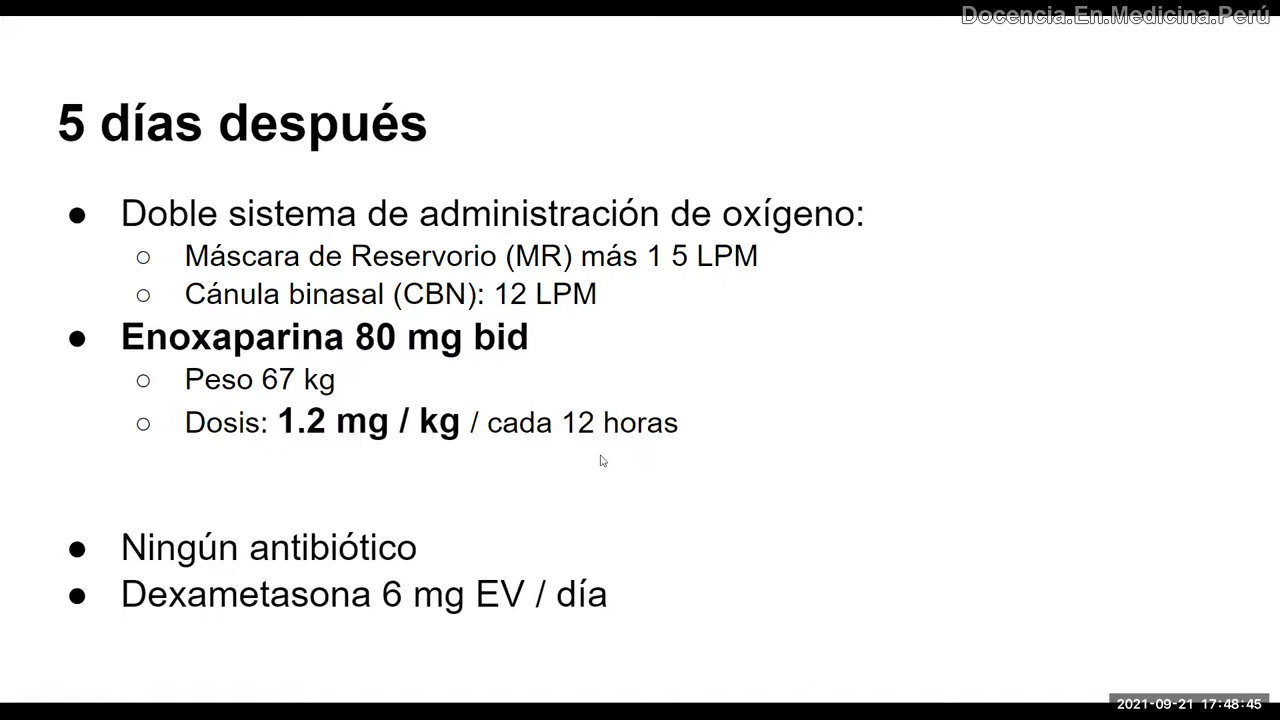 Docencia.En.Medicina.Perú
5 días después
● Doble sistema de administración de oxígeno:
○ Máscara de Reservorio (MR) más 1 5 LPM
○ Cánula binasal (CBN): 12 LPM
● Enoxaparina 80 mg bid
○ Peso 67 kg
○ Dosis: 1.2 mg / kg / cada 12 horas
● Ningún antibiótico
● Dexametasona 6 mg EV / día
2021-09-21 17:48:45